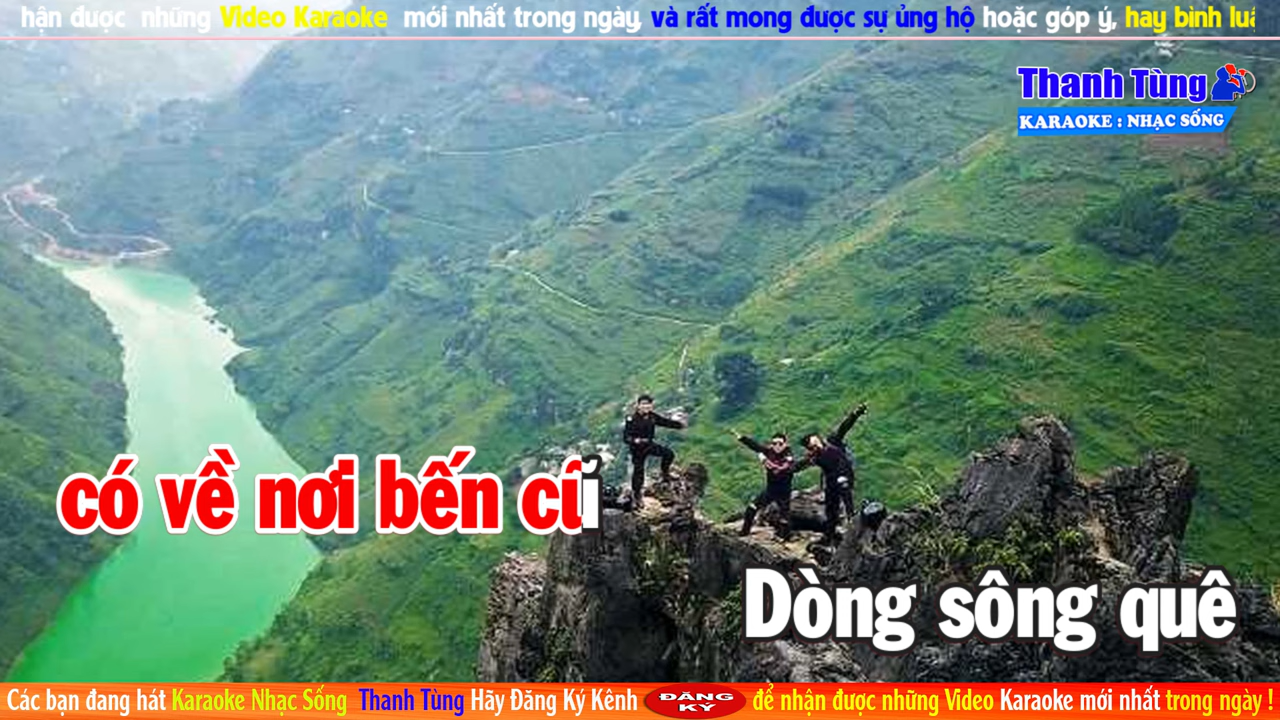 hận được những Video Karaoke mới nhất trong ngày, và rất mong được sự ủng hộ hoặc góp ý, hay bình luậ
Thanh Tùng
KARAOKE : NHẠC SỐNG
có về nơi bến cũ
Dòng sông quê
Các bạn đang hát Karaoke Nhạc Sống Thanh Tùng Hãy Đăng Ký Kênh ĐĂNG KÝ để nhận được những Video Karaoke mới nhất trong ngày !